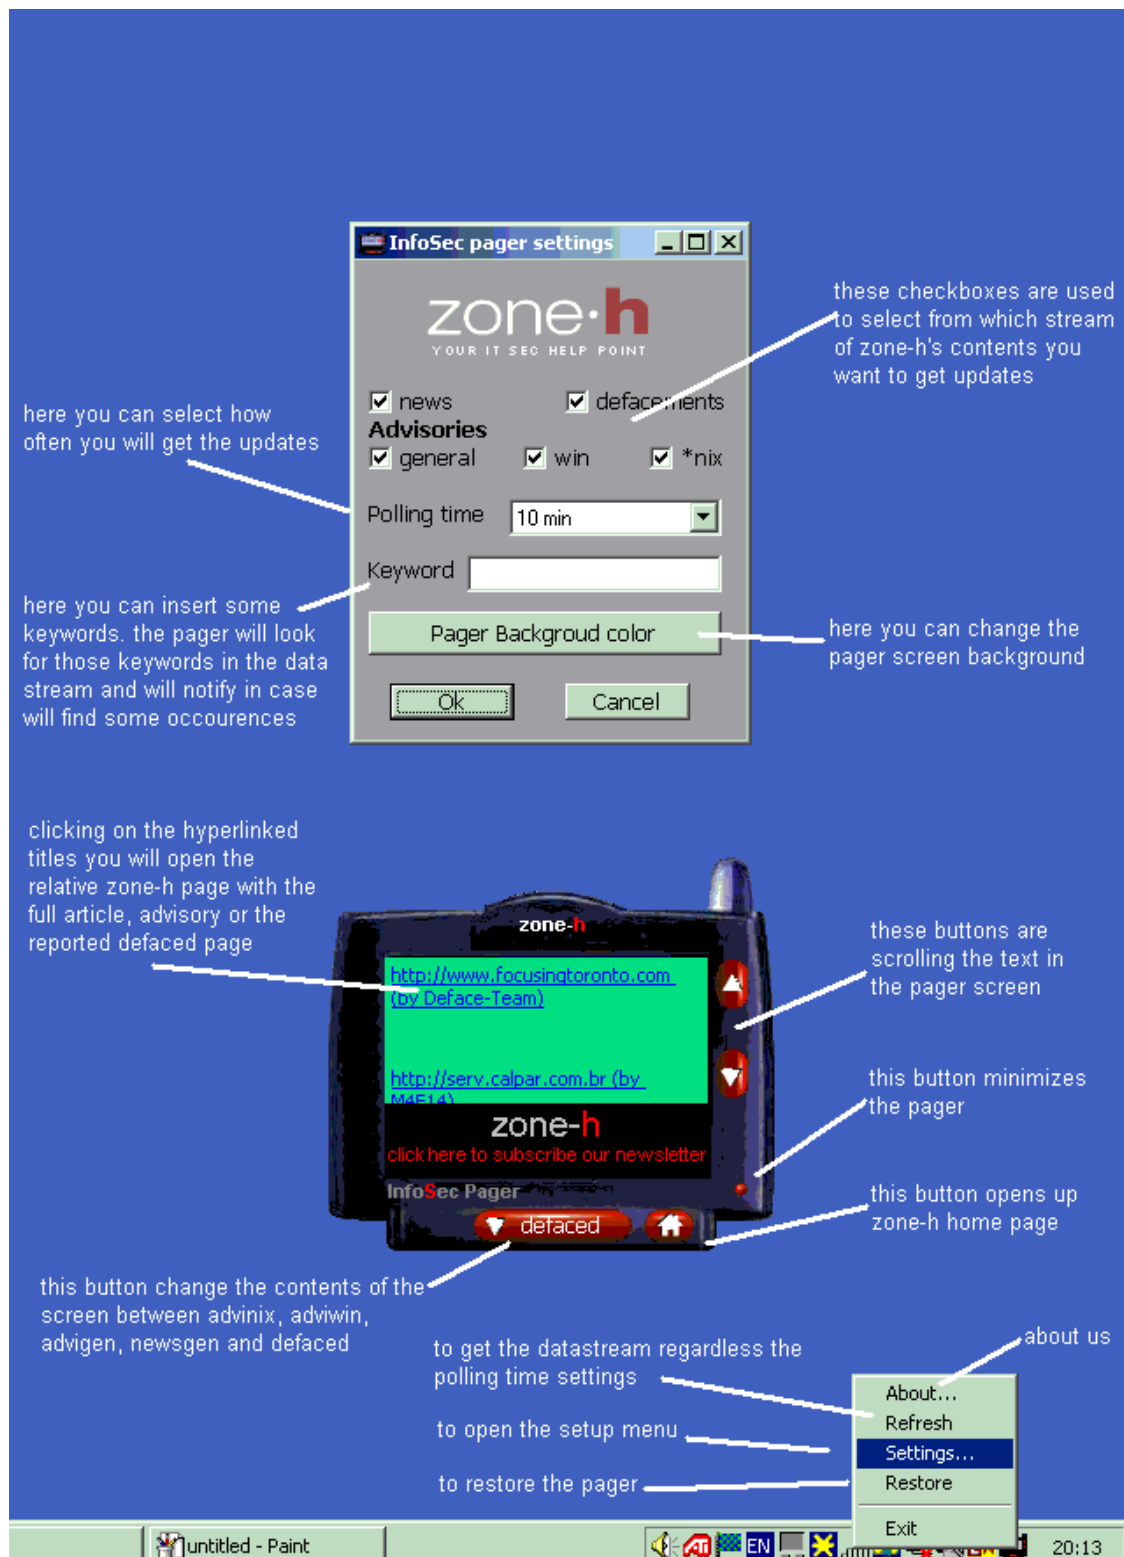 InfoSec pager settings
zone·h
YOUR IT SEC HELP POINT
these checkboxes are used
to select from which stream
of zone-h's contents you
want to get updates
news
defacements
Advisories
general
win
*nix
here you can select how
often you will get the updates
Polling time
10 min
Keyword
here you can insert some
keywords. the pager will look
for those keywords in the data
stream and will notify in case
will find some occourences
Pager Backgroud color
here you can change the
pager screen background
Ok
Cancel
clicking on the hyperlinked
titles you will open the
relative zone-h page with the
full article, advisory or the
reported defaced page
zone-h
http://www.focusingtoronto.com
(by Deface-Team)
http://serv.calpar.com.br (by
M4F14)
zone-h
click here to subscribe our newsletter
InfoSec Pager
defaced
these buttons are
scrolling the text in
the pager screen
this button minimizes
the pager
this button opens up
zone-h home page
this button change the contents of the
screen between advinix, adviwin,
advigen, newsgen and defaced
to get the datastream regardless the
polling time settings
to open the setup menu
to restore the pager
about us
About...
Refresh
Settings...
Restore
Exit
untitled - Paint
EN
20:13